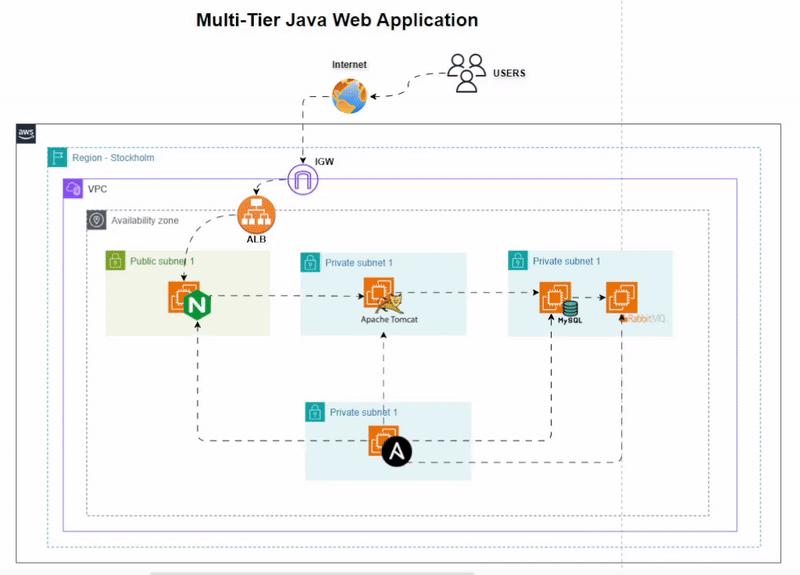 Multi-Tier Java Web Application
Internet
USERS
aws
IGW
Region - Stockholm
VPC
Availability zone
ALB
Public subnet 1
Private subnet 1
Private subnet 1
N
Apache Tomcat
MySQL
RabbitMQ
Private subnet 1
A